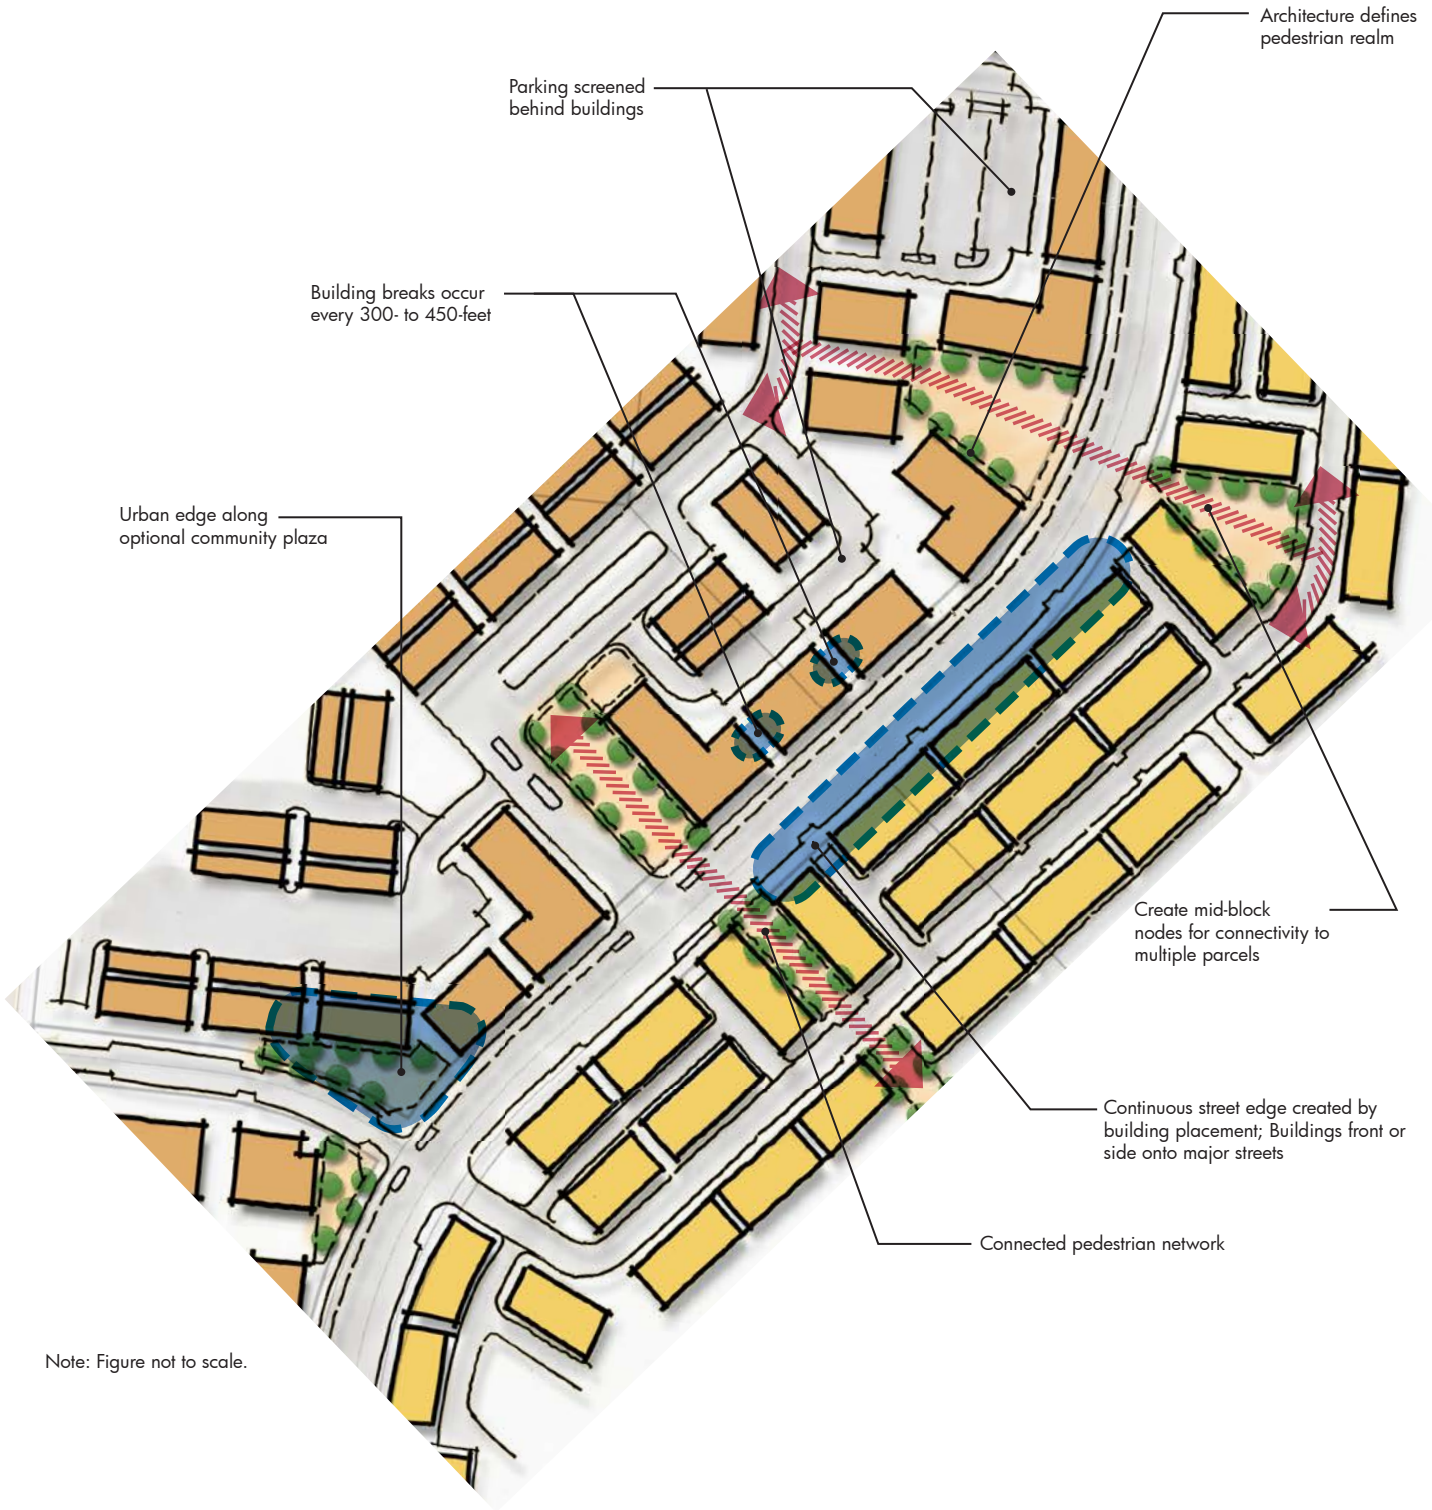 Architecture defines
pedestrian realm
Parking screened
behind buildings
Building breaks occur
every 300- to 450-feet
Urban edge along
optional community plaza
Create mid-block
nodes for connectivity to
multiple parcels
Continuous street edge created by
building placement; Buildings front or
side onto major streets
Connected pedestrian network
Note: Figure not to scale.